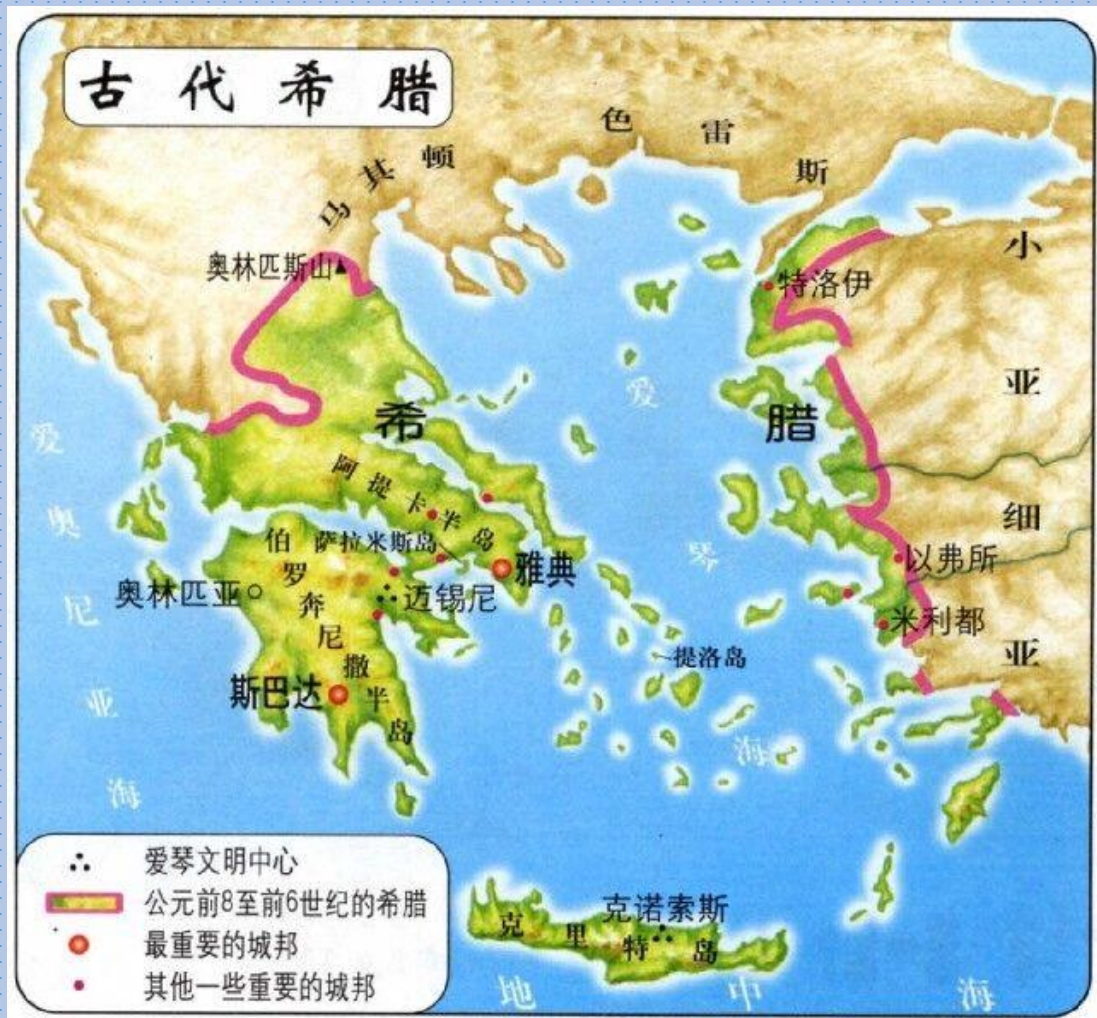 古代希腊
色雷斯
马其顿
奥林匹斯山
特洛伊
小亚细亚
希腊
爱琴海
爱奥尼亚海
阿提卡半岛
萨拉米斯岛
雅典
伯罗奔尼撒半岛
奥林匹亚
迈锡尼
以弗所
米利都
提洛岛
斯巴达
克诺索斯
克里特岛
地中海
爱琴文明中心
公元前8至前6世纪的希腊
最重要的城邦
其他一些重要的城邦